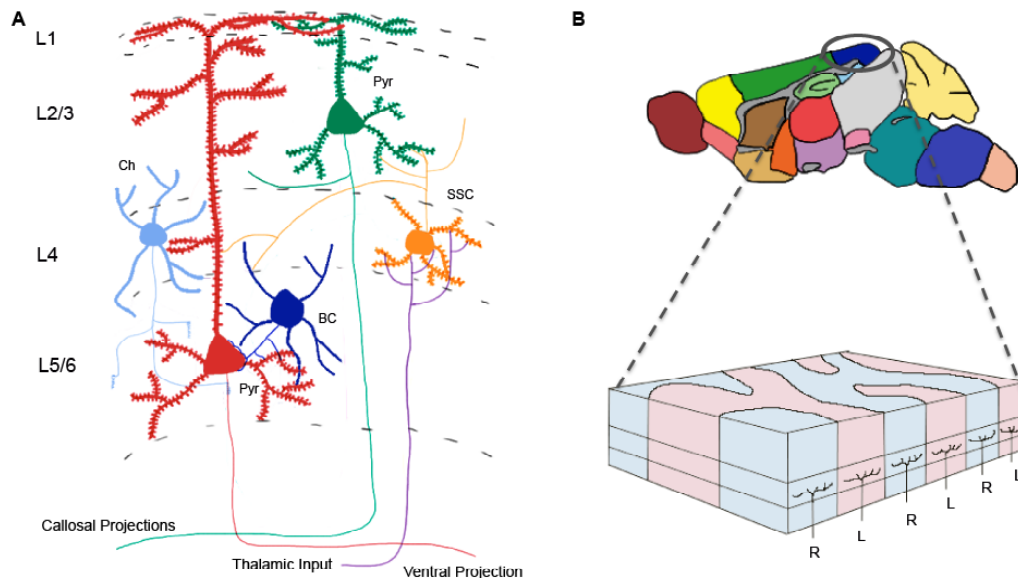 A
B
L1
Pyr
L2/3
Ch
SSC
L4
BC
L5/6
Pyr
Callosal Projections
Thalamic Input
Ventral Projection
R
L
R
L
R
L